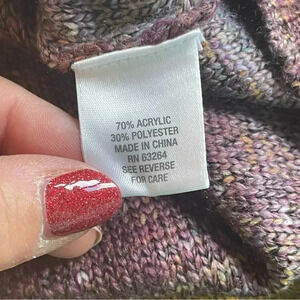 70% ACRYLIC
30% POLYESTER
MADE IN CHINA
RN 63264
SEE REVERSE
FOR CARE